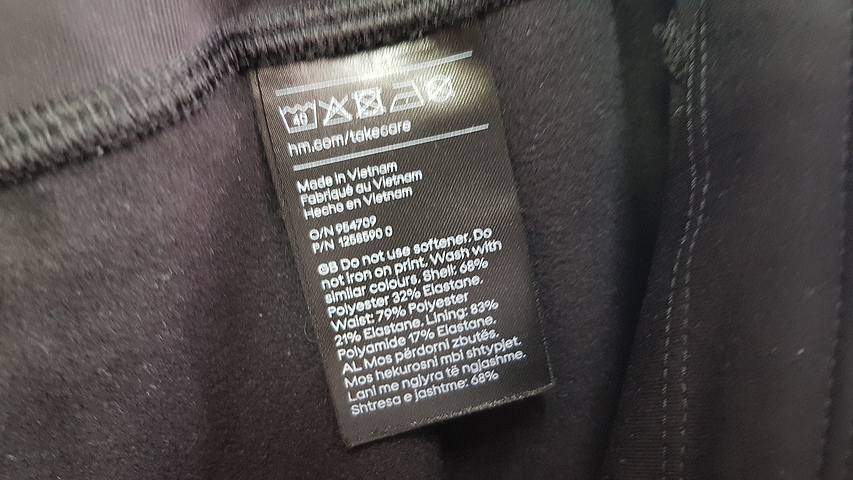 40
hm.com/takecare
Made in Vietnam
Fabriqué au Vietnam
Hecho en Vietnam
O/N 954709
P/N 1258590 0
GB Do not use softener. Do
not iron on print. Wash with
similar colours. Shell: 68%
Polyester 32% Elastane.
Waist: 79% Polyester
21% Elastane. Lining: 83%
Polyamide 17% Elastane.
AL Mos përdorni zbutës.
Mos hekurosni mbi shtypjet.
Lani me ngjyra të ngjashme.
Shtresa e jashtme: 68%